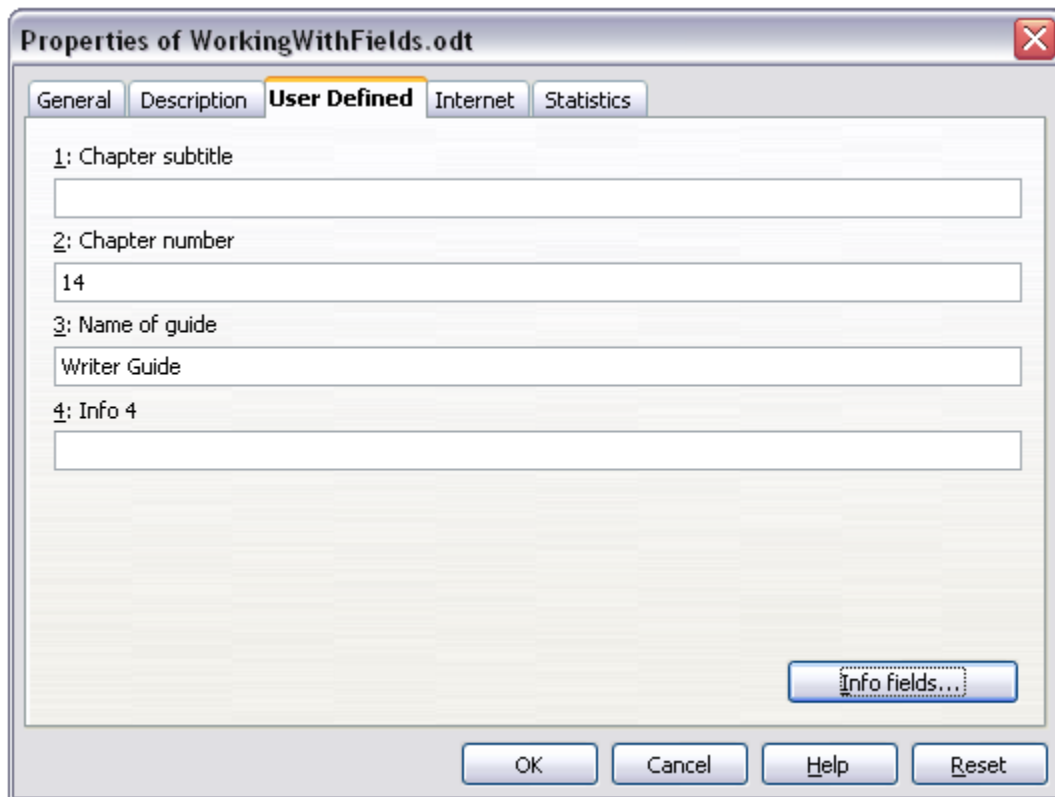 Properties of WorkingWithFields.odt
General Description User Defined Internet Statistics
1: Chapter subtitle
2: Chapter number
14
3: Name of guide
Writer Guide
4: Info 4
Info fields...
OK Cancel Help Reset